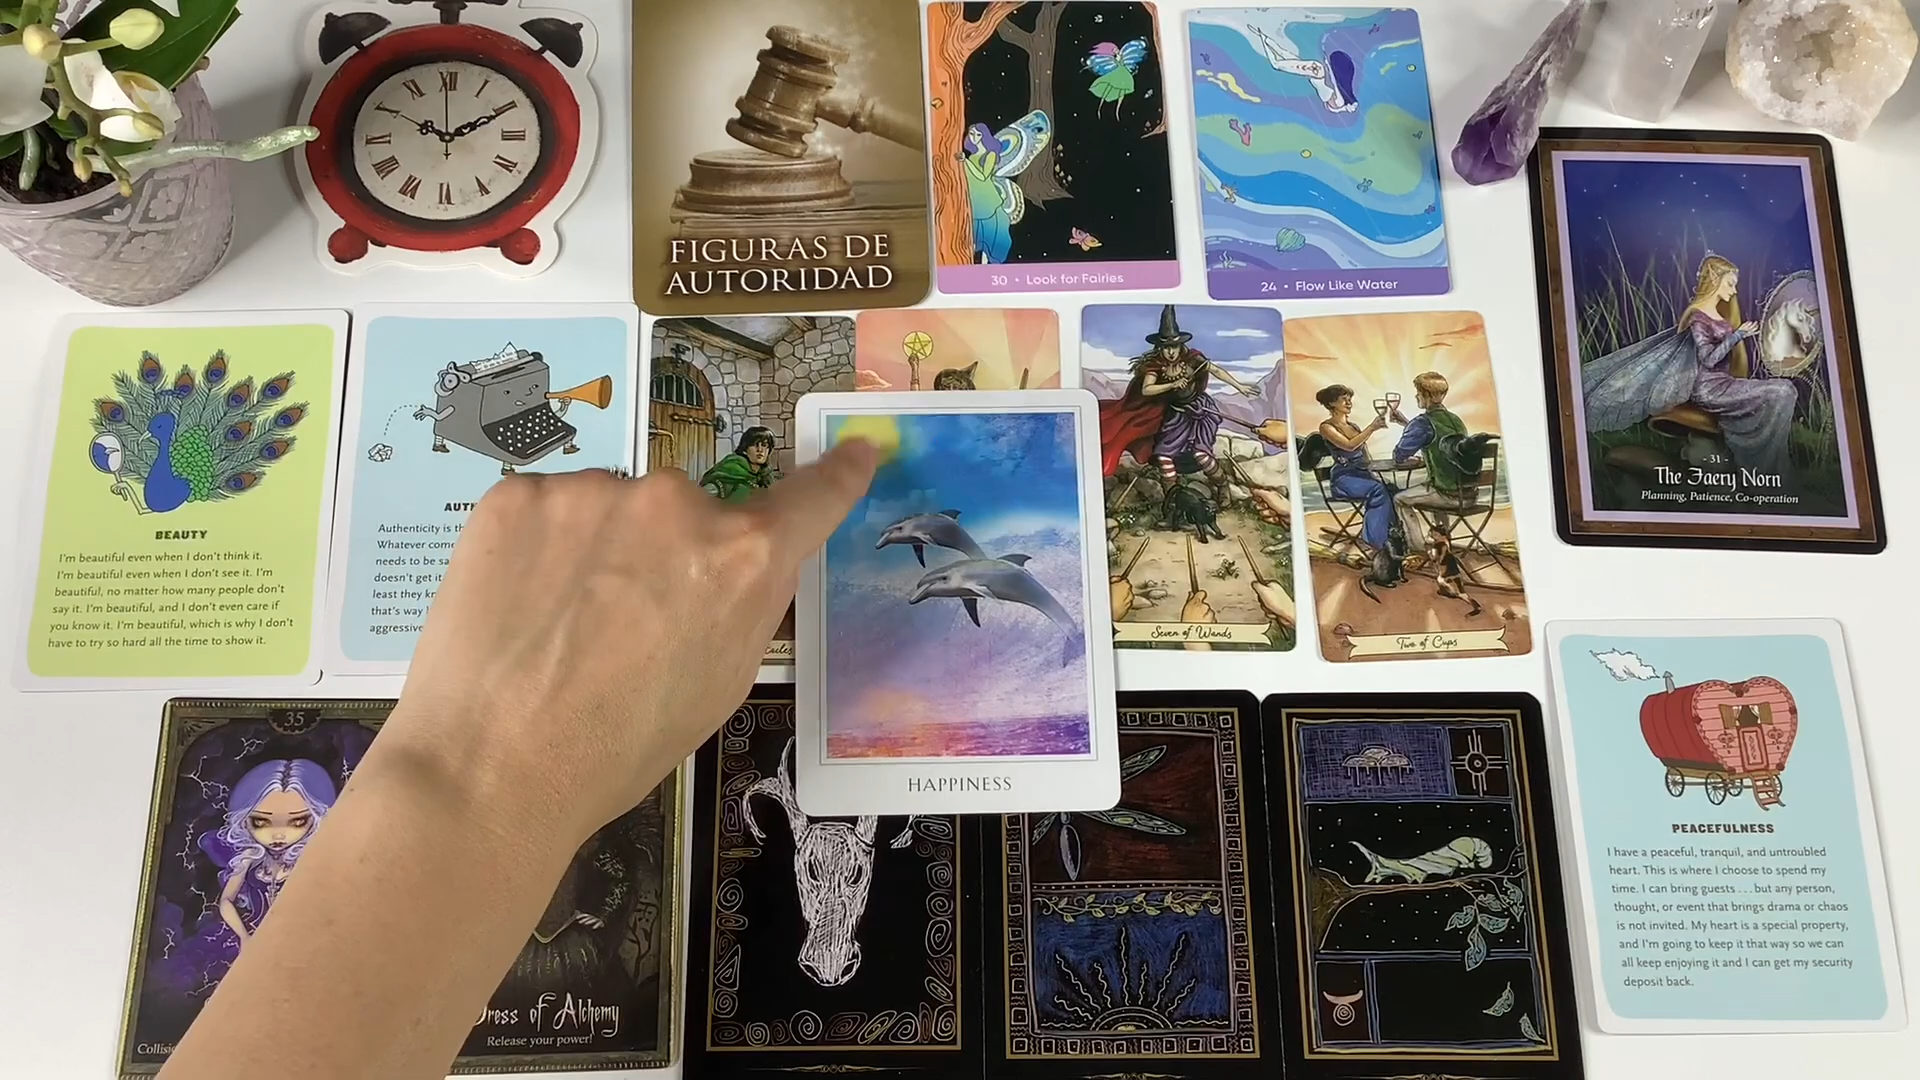 XII
FIGURAS DE
AUTORIDAD
30 • Look for Fairies
24 • Flow Like Water
- 31 -
The Faery Norn
Planning, Patience, Co-operation
BEAUTY
I'm beautiful even when I don't think it.
I'm beautiful even when I don't see it. I'm
beautiful, no matter how many people don't
say it. I'm beautiful, and I don't even care if
you know it. I'm beautiful, which is why I don't
have to try so hard all the time to show it.
Authenticity is
Whatever
needs to be
doesn't get
least they
that's way
Seven of Wands
Two of Cups
HAPPINESS
35
of Alchemy
Release your power!
PEACEFULNESS
I have a peaceful, tranquil, and untroubled
heart. This is where I choose to spend my
time. I can bring guests . . . but any person,
thought, or event that brings drama or chaos
is not invited. My heart is a special property,
and I'm going to keep it that way so we can
all keep enjoying it and I can get my security
deposit back.